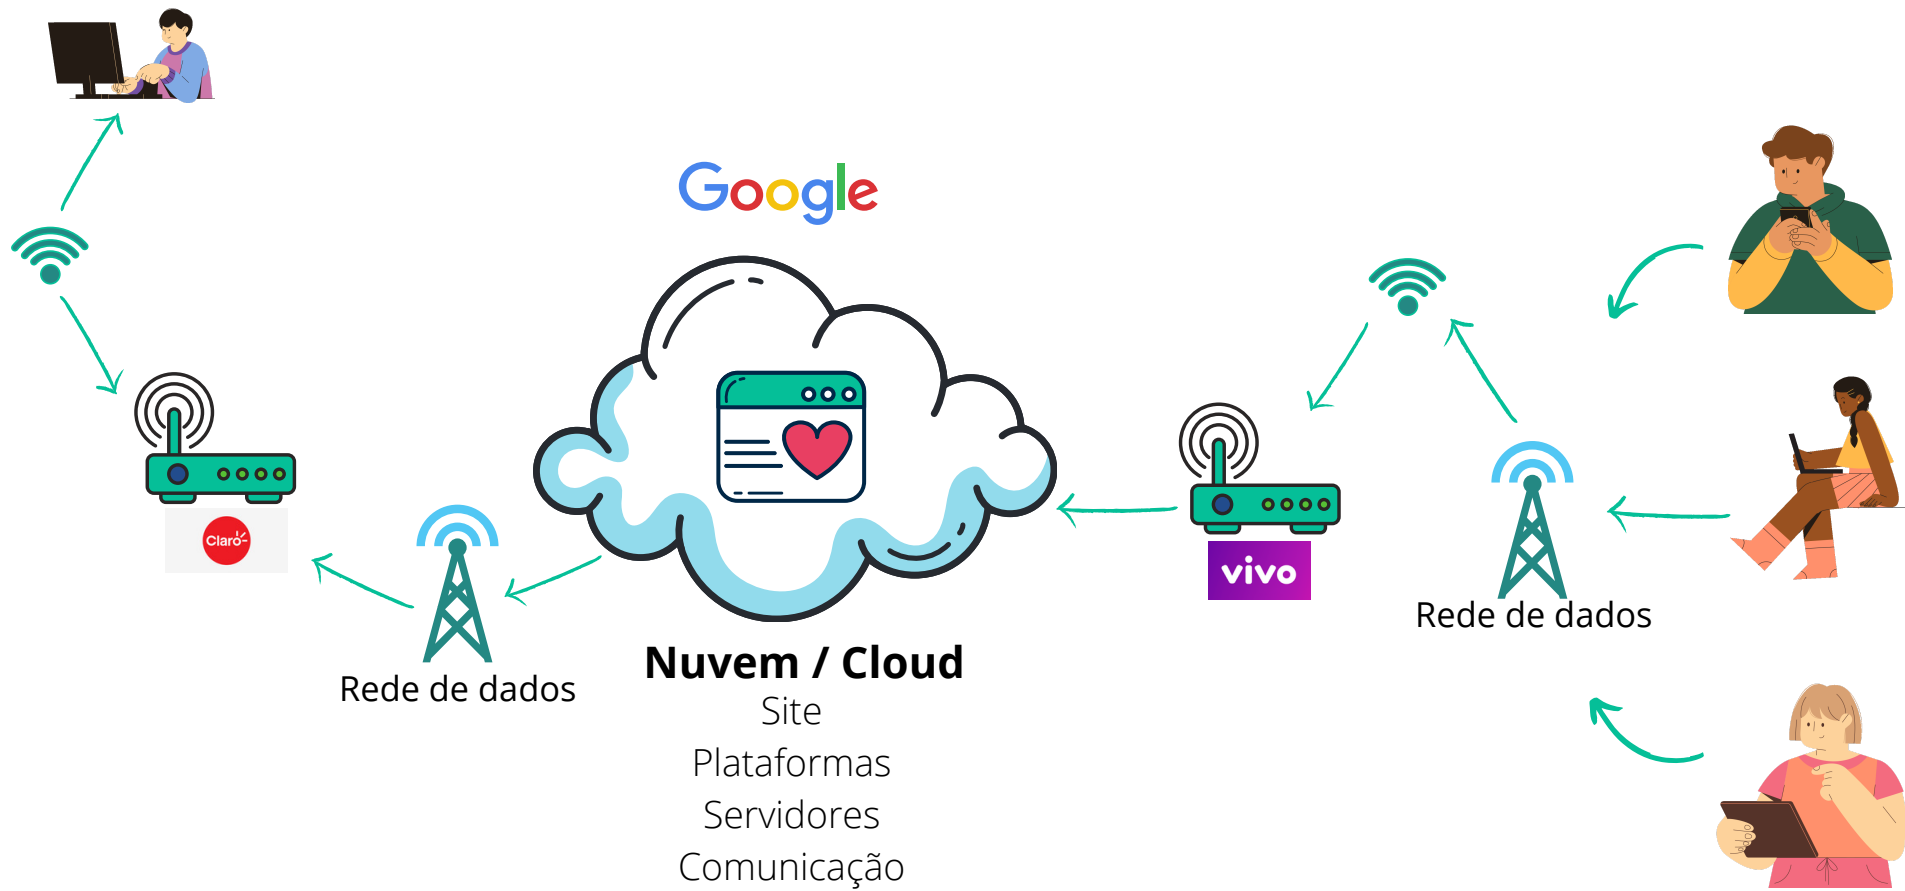 Google
Claro
vivo
Rede de dados
Rede de dados
Nuvem / Cloud
Site
Plataformas
Servidores
Comunicação